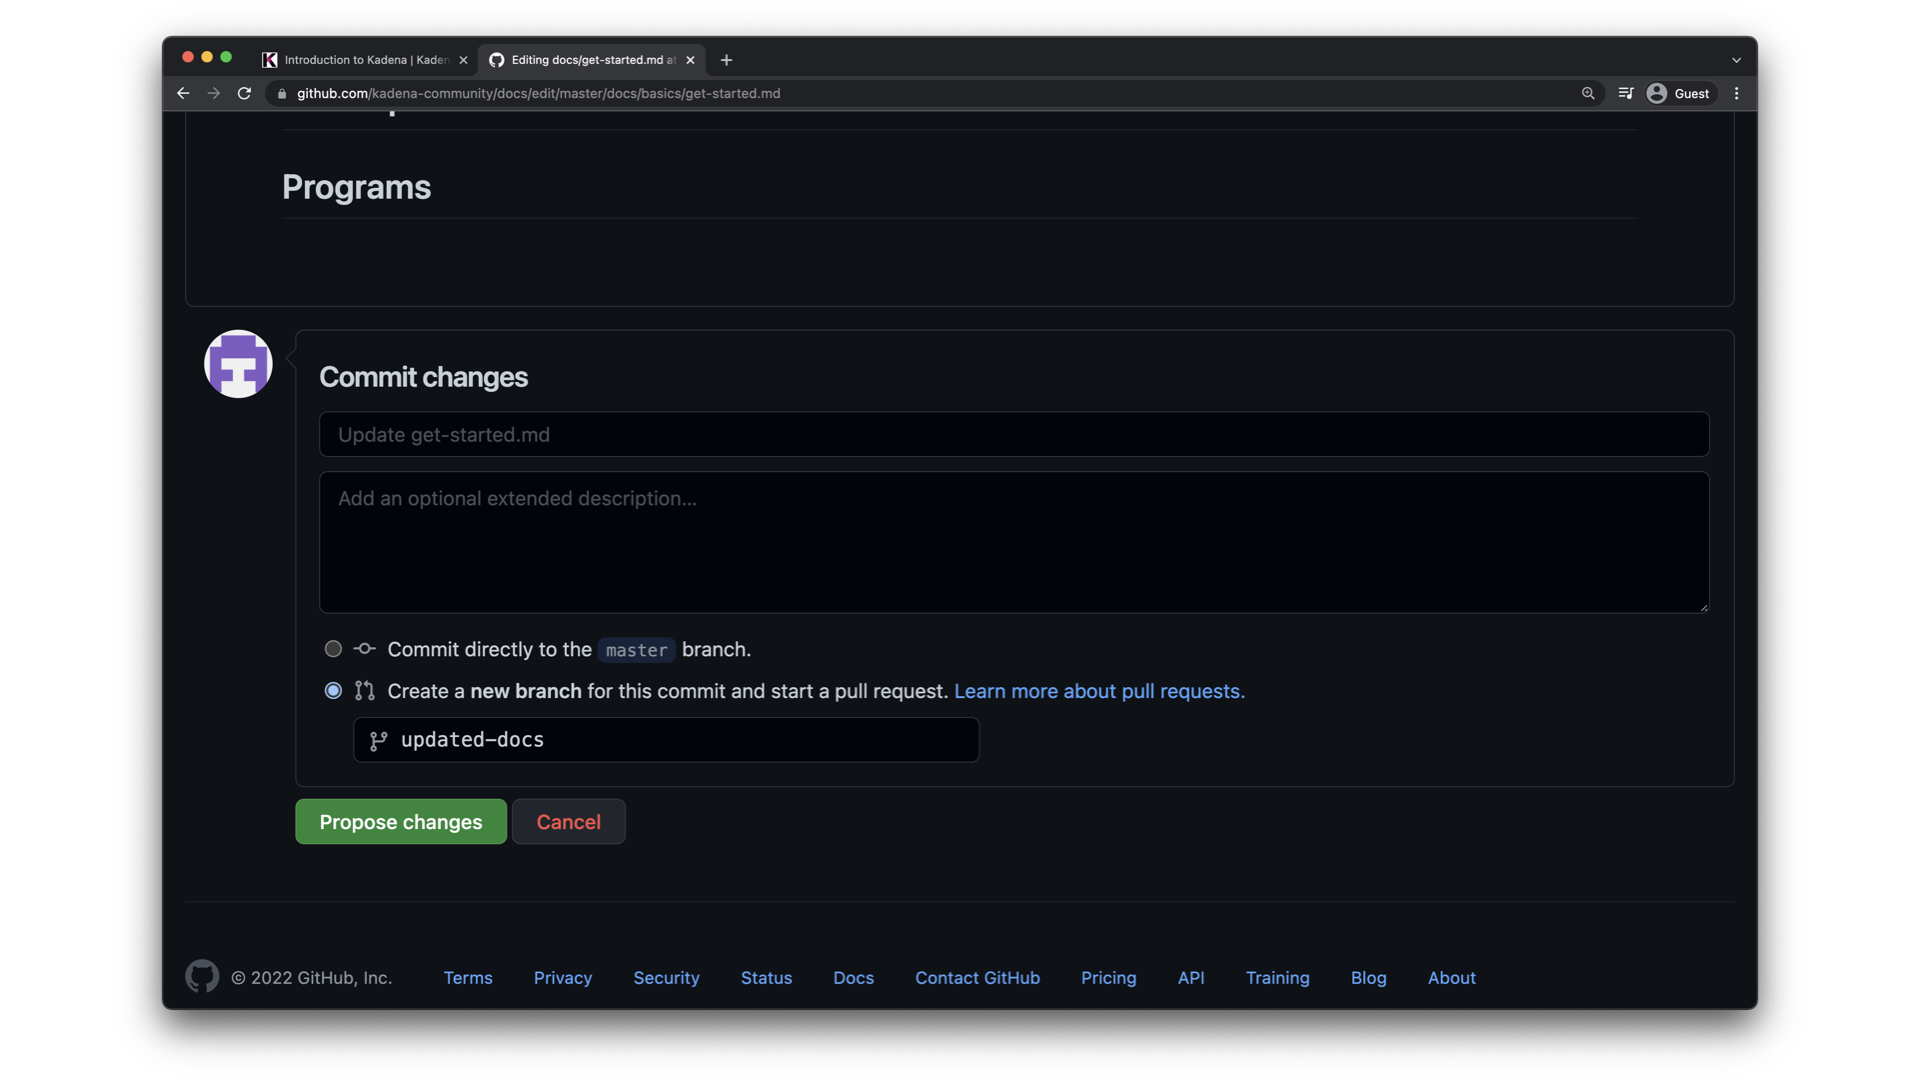 Introduction to Kadena | Kaden
Editing docs/get-started.md at
github.com/kadena-community/docs/edit/master/docs/basics/get-started.md
Guest
Programs
Commit changes
Update get-started.md
Add an optional extended description...
Commit directly to the master branch.
Create a new branch for this commit and start a pull request. Learn more about pull requests.
updated-docs
Propose changes
Cancel
© 2022 GitHub, Inc. Terms Privacy Security Status Docs Contact GitHub Pricing API Training Blog About